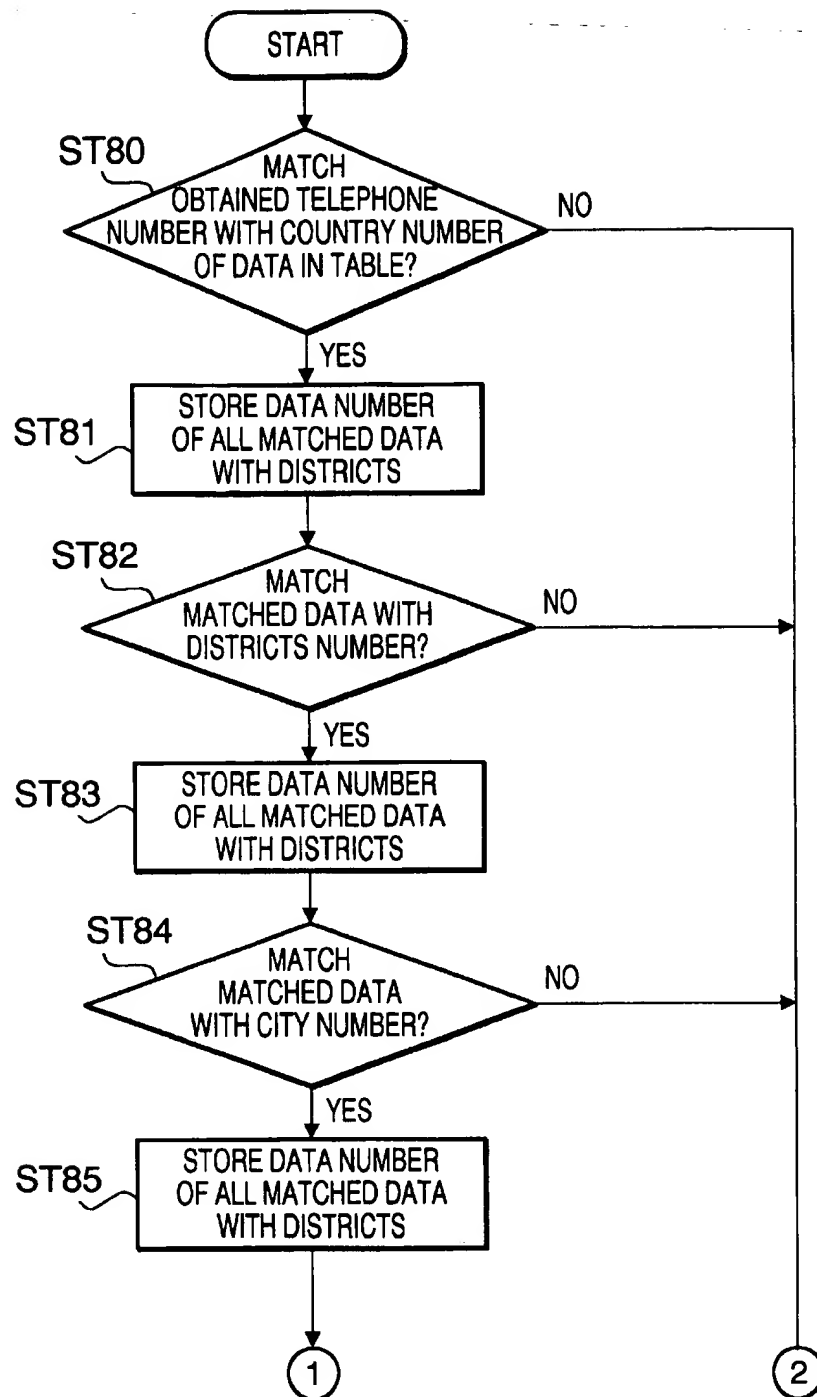 START
ST80
MATCH
OBTAINED TELEPHONE
NUMBER WITH COUNTRY NUMBER
OF DATA IN TABLE?
NO
YES
ST81
STORE DATA NUMBER
OF ALL MATCHED DATA
WITH DISTRICTS
ST82
MATCH
MATCHED DATA WITH
DISTRICTS NUMBER?
NO
YES
ST83
STORE DATA NUMBER
OF ALL MATCHED DATA
WITH DISTRICTS
ST84
MATCH
MATCHED DATA
WITH CITY NUMBER?
NO
YES
ST85
STORE DATA NUMBER
OF ALL MATCHED DATA
WITH DISTRICTS
1
2